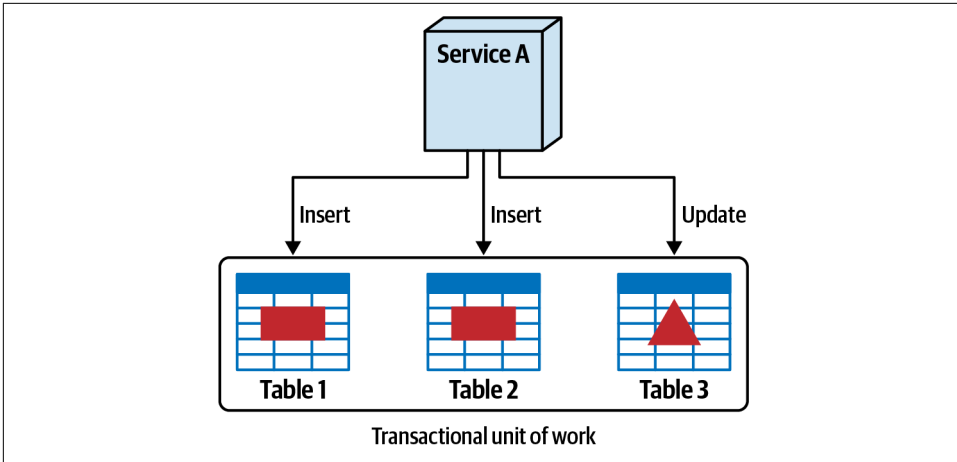 Service A
Insert
Insert
Update
Table 1
Table 2
Table 3
Transactional unit of work